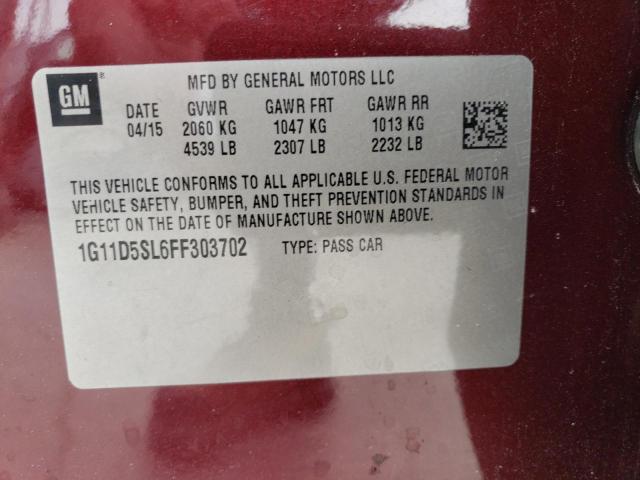 GM®
MFD BY GENERAL MOTORS LLC
DATE GVWR GAWR FRT GAWR RR
04/15 2060 KG 1047 KG 1013 KG
4539 LB 2307 LB 2232 LB
THIS VEHICLE CONFORMS TO ALL APPLICABLE U.S. FEDERAL MOTOR
VEHICLE SAFETY, BUMPER, AND THEFT PREVENTION STANDARDS IN
EFFECT ON THE DATE OF MANUFACTURE SHOWN ABOVE.
1G11D5SL6FF303702 TYPE: PASS CAR